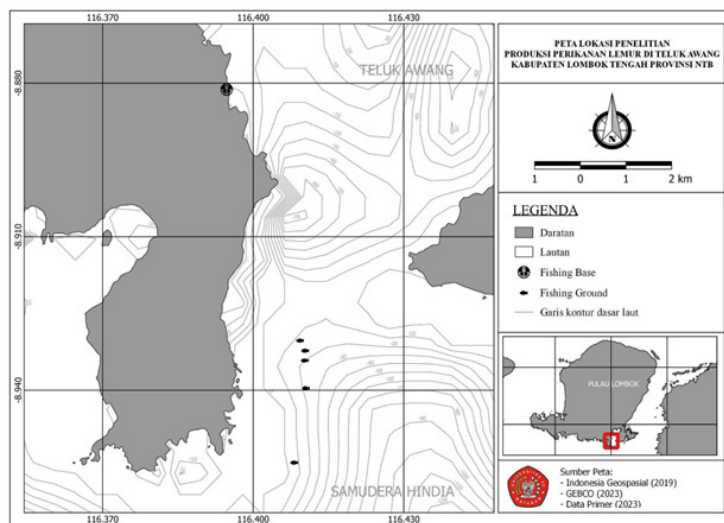 116.370
116.400
116.430
-8.880
-8.910
-8.940
TELUK AWANG
SAMUDERA HINDIA
116.370
116.400
116.430
PETA LOKASI PENELITIAN
PRODUKSI PERIKANAN LEMUR DI TELUK AWANG
KABUPATEN LOMBOK TENGAH PROVINSI NTB
N
1 0 1 2 km
LEGENDA
Daratan
Lautan
Fishing Base
Fishing Ground
Garis kontur dasar laut
PULAU LOMBOK
Sumber Peta:
- Indonesia Geospasial (2019)
- GEBCO (2023)
- Data Primer (2023)